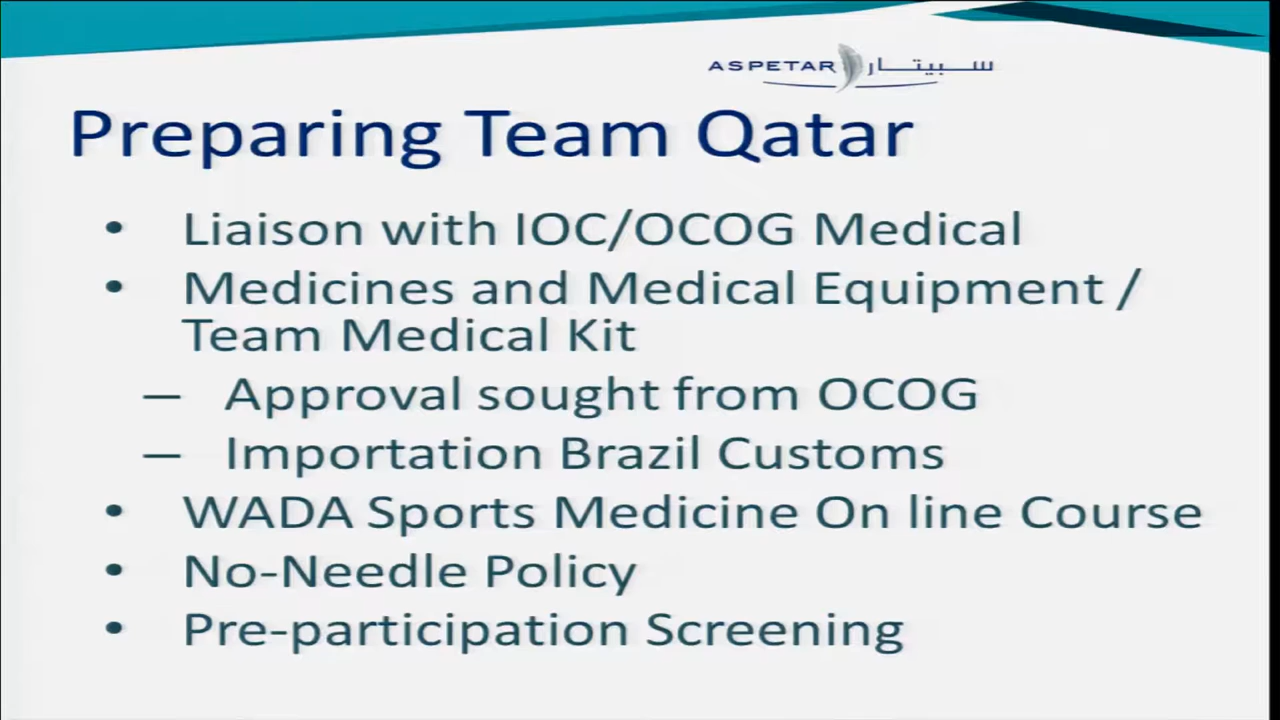 ASPETAR سبيتار
Preparing Team Qatar
• Liaison with IOC/OCOG Medical
• Medicines and Medical Equipment /
Team Medical Kit
– Approval sought from OCOG
– Importation Brazil Customs
• WADA Sports Medicine On line Course
• No-Needle Policy
• Pre-participation Screening